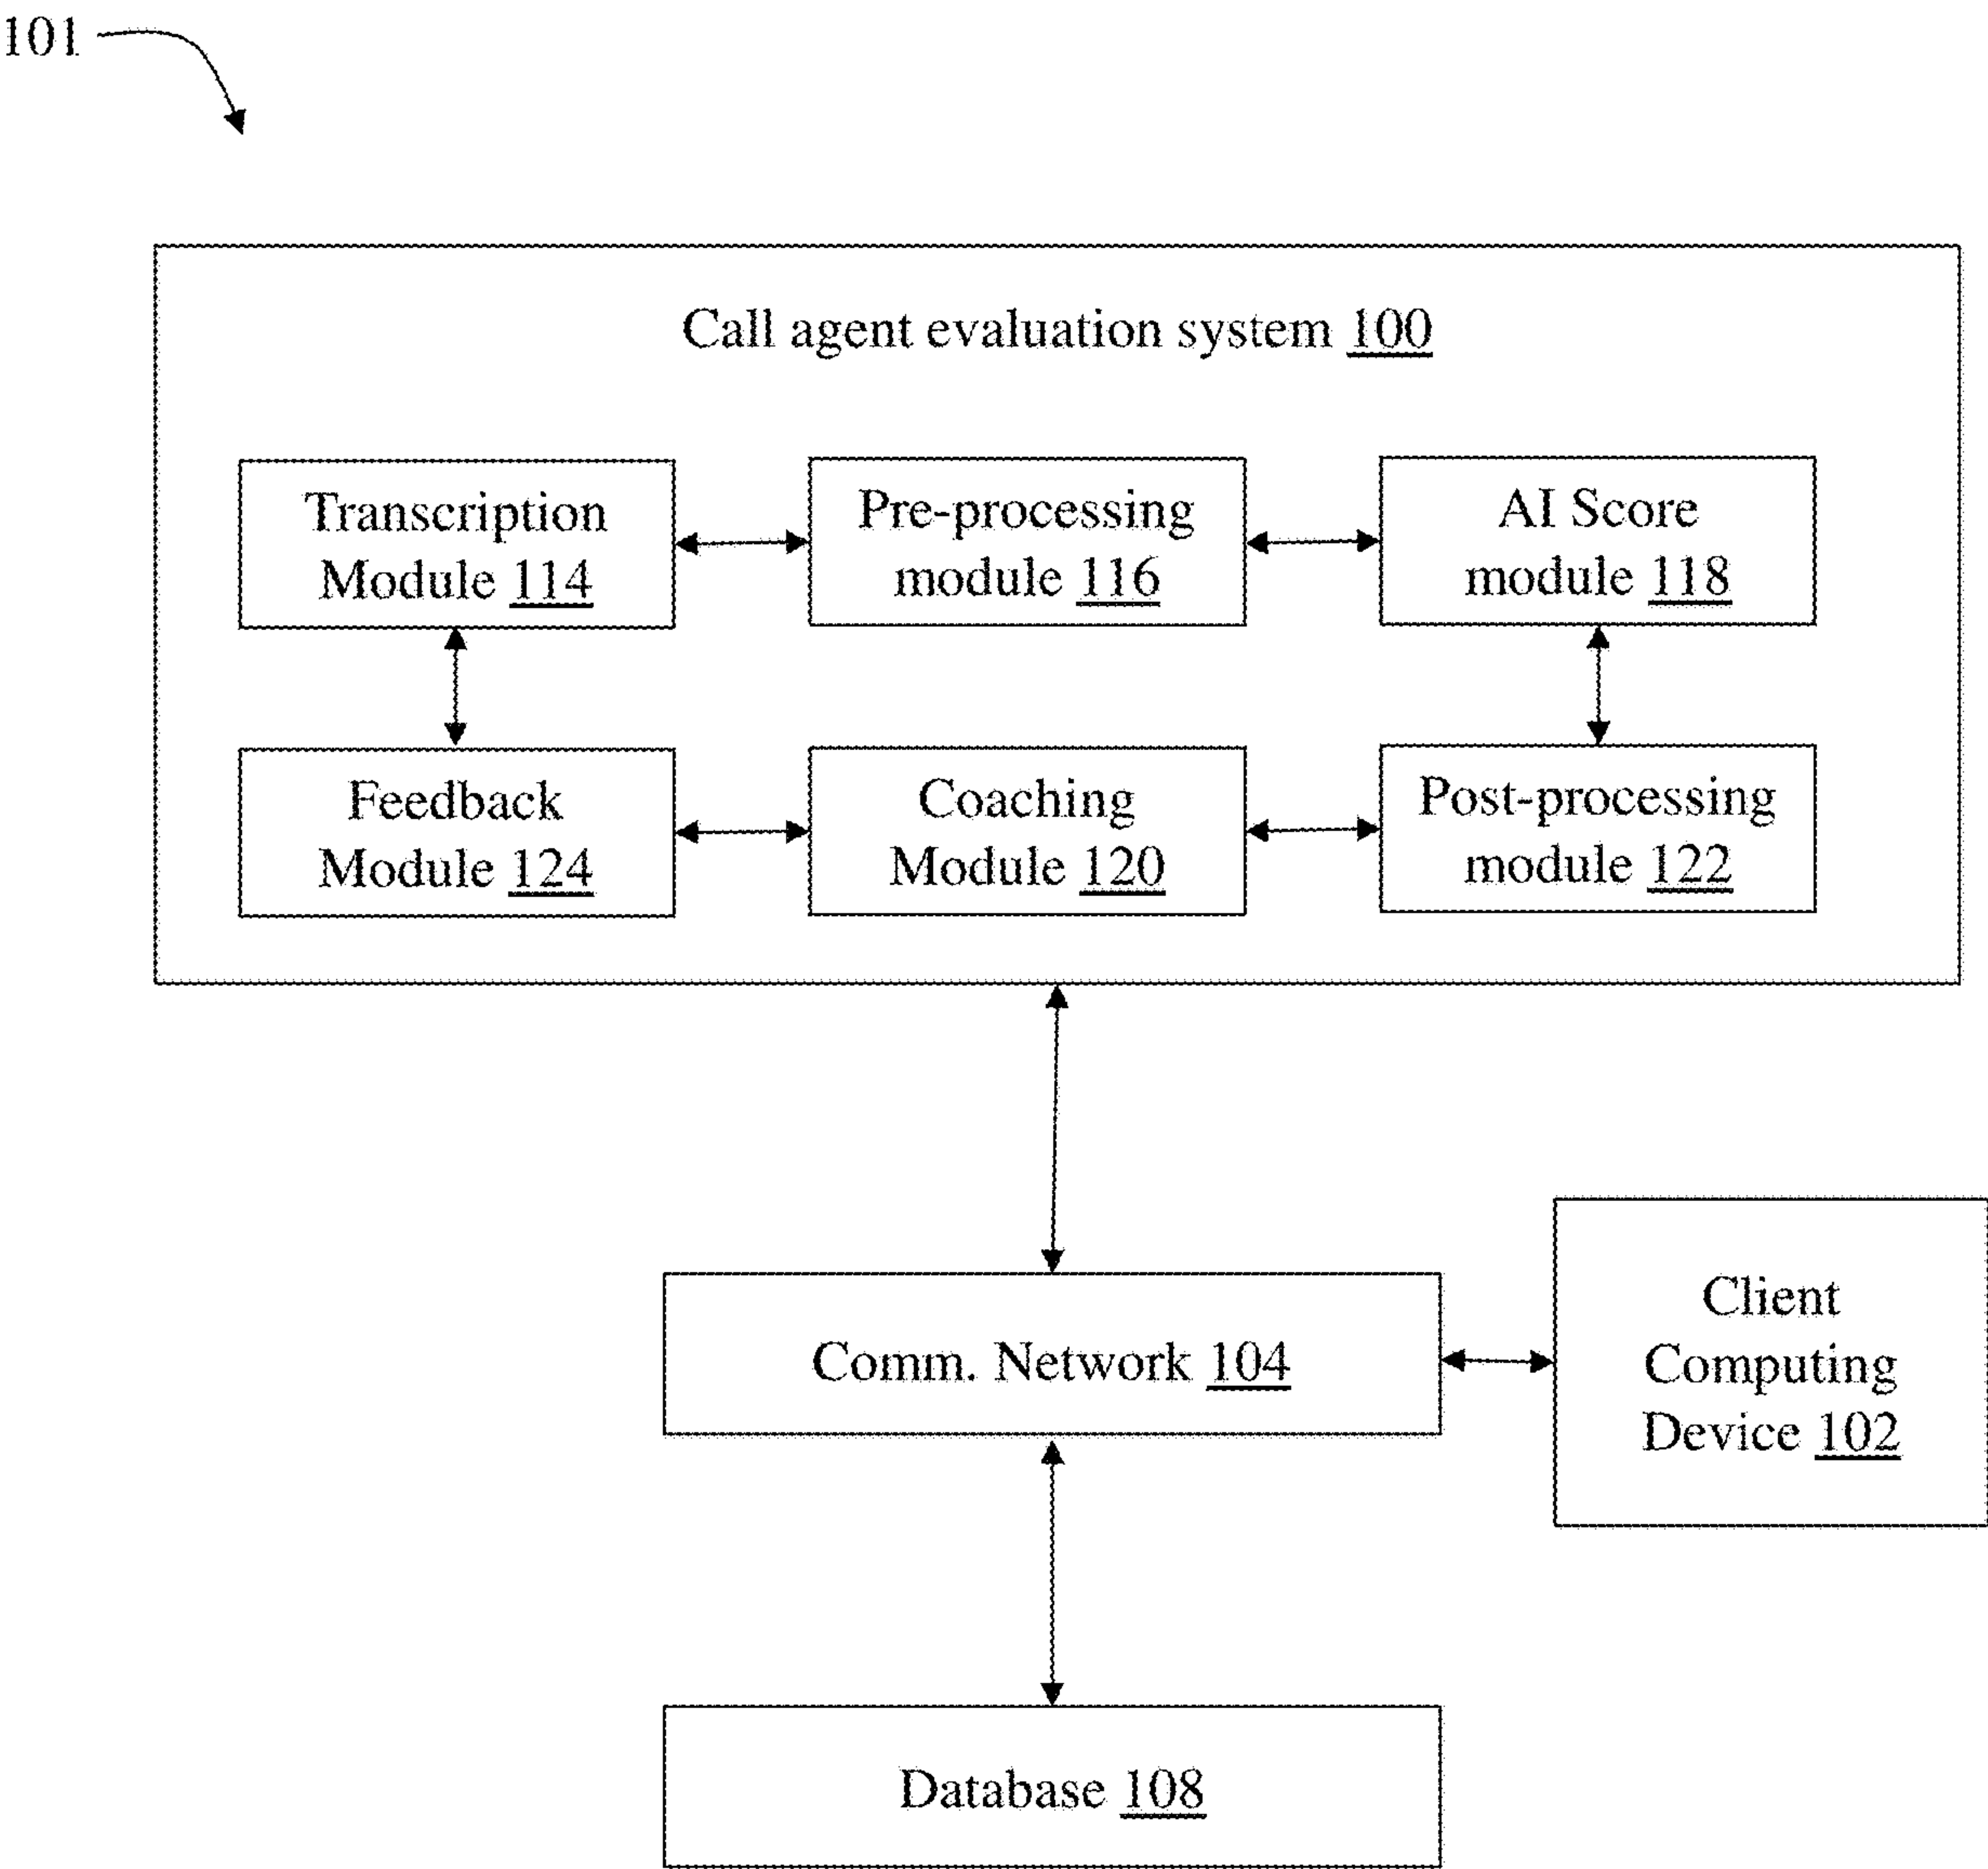 101
Call agent evaluation system 100
Transcription
Module 114
Pre-processing
module 116
AI Score
module 118
Feedback
Module 124
Coaching
Module 120
Post-processing
module 122
Comm. Network 104
Client
Computing
Device 102
Database 108